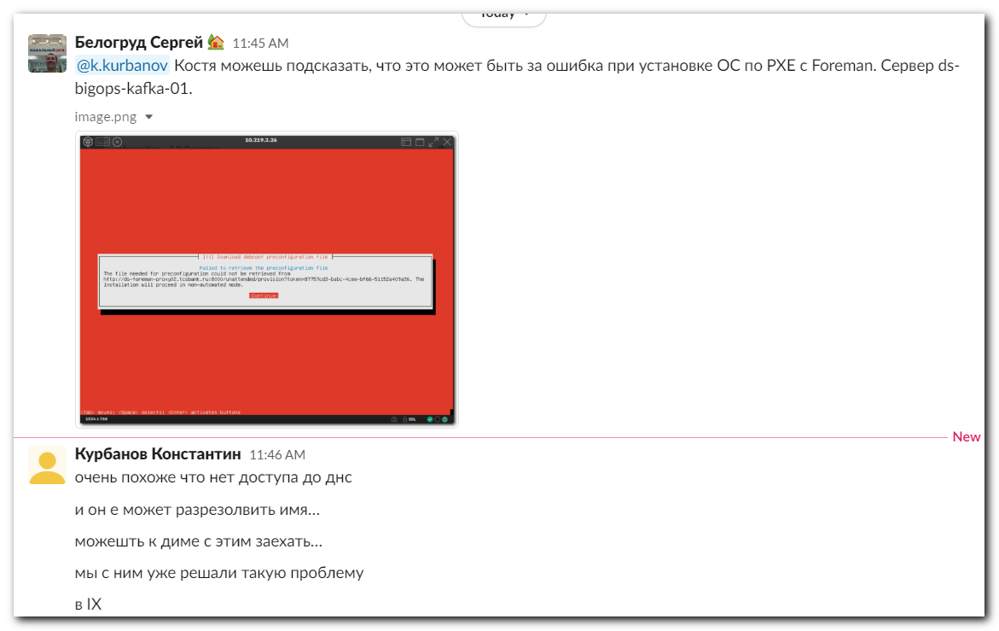 Today
Белогруд Сергей 11:45 AM
@k.kurbanov Костя можешь подсказать, что это может быть за ошибка при установке ОС по PXE с Foreman. Сервер ds-
bigops-kafka-01.
image.png
10.219.2.26
[!!] Download debconf preconfiguration file
Failed to retrieve the preconfiguration file
The file needed for preconfiguration could not be retrieved from
http://ds-foreman-proxy02.tcsbank.ru:8000/unattended/provision?token=87757cd3-babc-4cee-bf66-51152a409a36. The
installation will proceed in non-automated mode.
<Continue>
<Tab> moves; <Space> selects; <Enter> activates buttons
1024 x 768 SSL
New
Курбанов Константин 11:46 AM
очень похоже что нет доступа до днс
и он е может разрезолвить имя...
можешть к диме с этим заехать...
мы с ним уже решали такую проблему
в IX